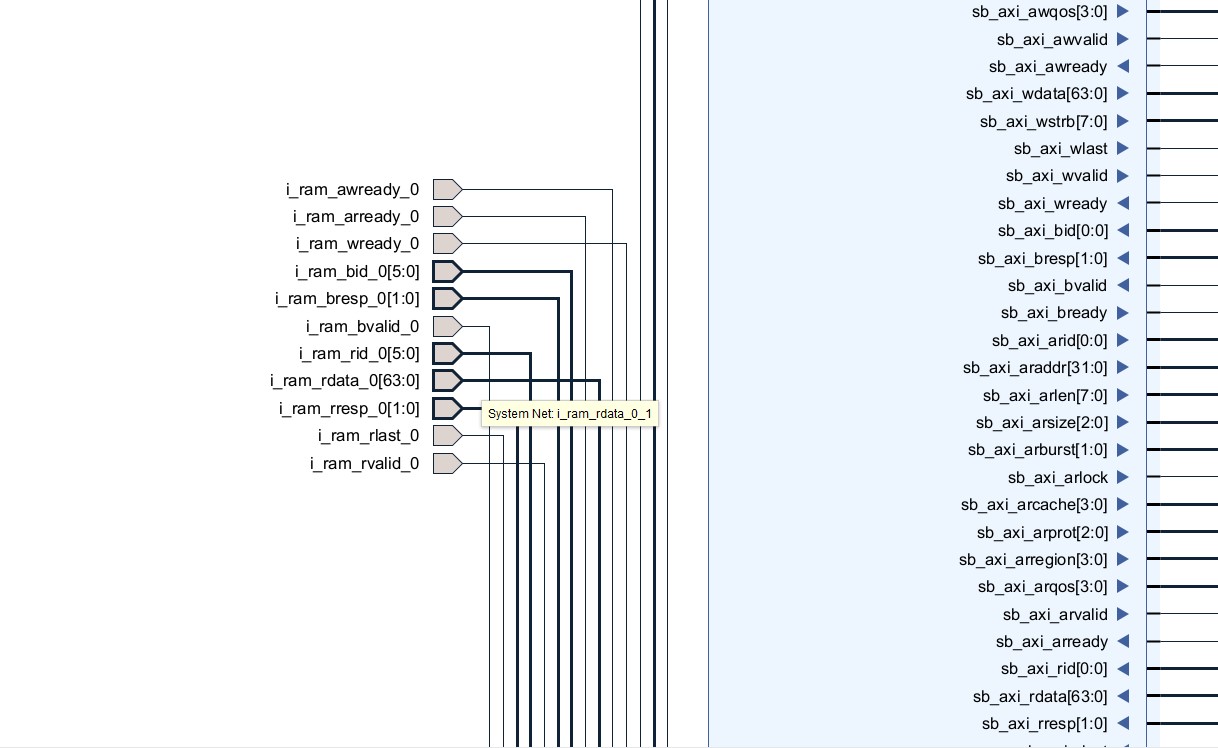 i_ram_awready_0
i_ram_arready_0
i_ram_wready_0
i_ram_bid_0[5:0]
i_ram_bresp_0[1:0]
i_ram_bvalid_0
i_ram_rid_0[5:0]
i_ram_rdata_0[63:0]
i_ram_rresp_0[1:0]
i_ram_rlast_0
i_ram_rvalid_0
System Net: i_ram_rdata_0_1
sb_axi_awqos[3:0]
sb_axi_awvalid
sb_axi_awready
sb_axi_wdata[63:0]
sb_axi_wstrb[7:0]
sb_axi_wlast
sb_axi_wvalid
sb_axi_wready
sb_axi_bid[0:0]
sb_axi_bresp[1:0]
sb_axi_bvalid
sb_axi_bready
sb_axi_arid[0:0]
sb_axi_araddr[31:0]
sb_axi_arlen[7:0]
sb_axi_arsize[2:0]
sb_axi_arburst[1:0]
sb_axi_arlock
sb_axi_arcache[3:0]
sb_axi_arprot[2:0]
sb_axi_arregion[3:0]
sb_axi_arqos[3:0]
sb_axi_arvalid
sb_axi_arready
sb_axi_rid[0:0]
sb_axi_rdata[63:0]
sb_axi_rresp[1:0]